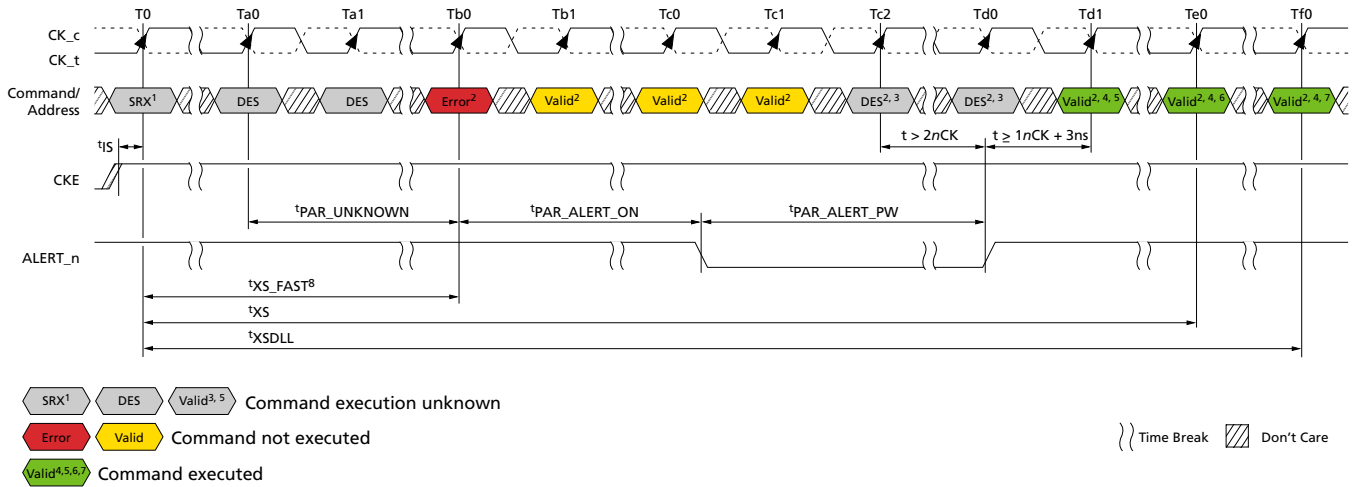 T0 Ta0 Ta1 Tb0 Tb1 Tc0 Tc1 Tc2 Td0 Td1 Te0 Tf0
CK_c
CK_t
Command/
Address
SRX¹ DES DES Error² Valid² Valid² Valid² DES²,³ DES²,³ Valid²,⁴,⁵ Valid²,⁴,⁶ Valid²,⁴,⁷
tIS t > 2nCK t ≥ 1nCK + 3ns
CKE
tPAR_UNKNOWN tPAR_ALERT_ON tPAR_ALERT_PW
ALERT_n
tXS_FAST⁸
tXS
tXSDLL
SRX¹ DES Valid³,⁵ Command execution unknown
Error Valid Command not executed
Time Break Don't Care
Valid⁴,⁵,⁶,⁷ Command executed